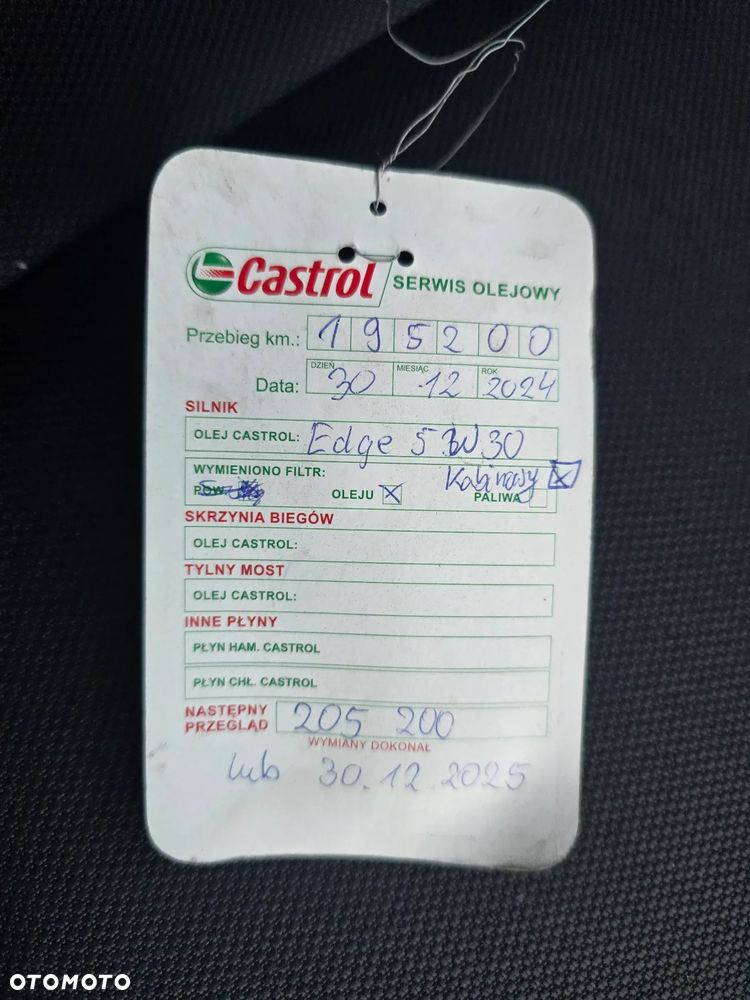 Castrol SERWIS OLEJOWY
Przebieg km.: 195200
DZIEŃ MIESIĄC ROK
Data: 30 12 2024
SILNIK
OLEJ CASTROL: Edge 5W30
WYMIENIONO FILTR: Kabinowy
POW. OLEJU PALIWA
SKRZYNIA BIEGÓW
OLEJ CASTROL:
TYLNY MOST
OLEJ CASTROL:
INNE PŁYNY
PŁYN HAM. CASTROL
PŁYN CHŁ. CASTROL
NASTĘPNY
PRZEGLĄD 205 200
WYMIANY DOKONAŁ
lub 30.12.2025
OTOMOTO